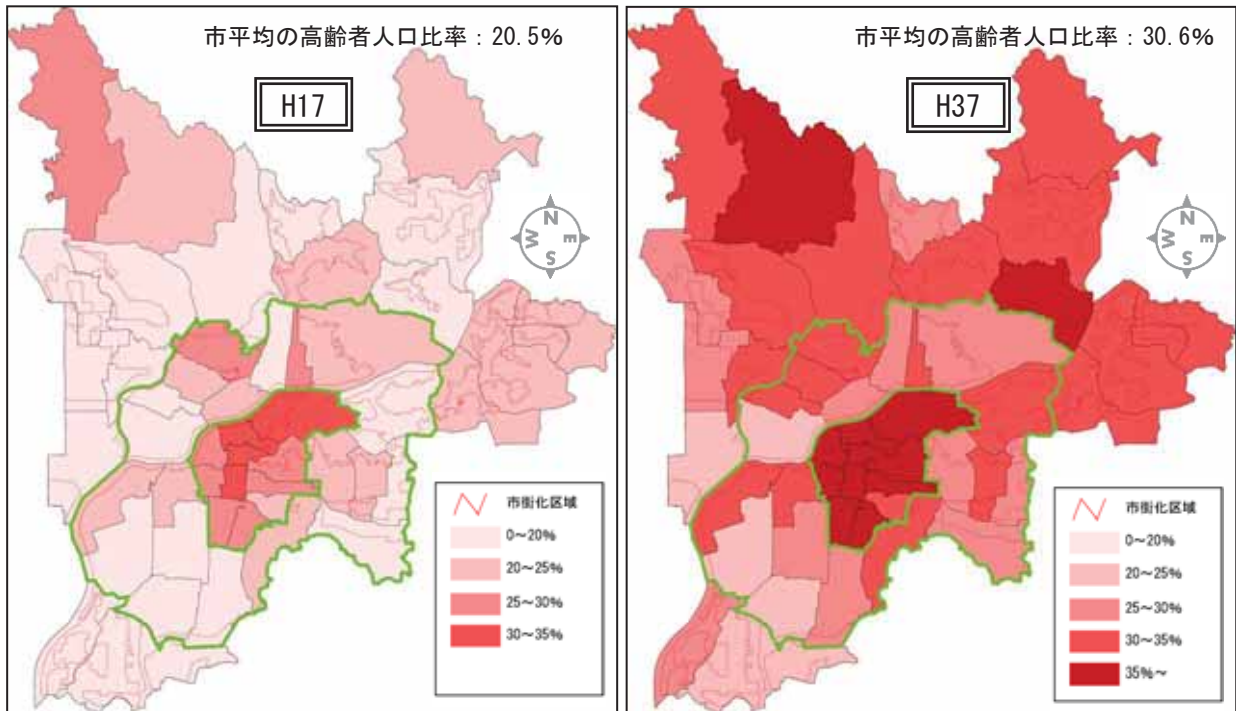 市平均の高齢者人口比率：20.5%
H17
N
W
E
S
市街化区域
0～20%
20～25%
25～30%
30～35%
市平均の高齢者人口比率：30.6%
H37
N
W
E
S
市街化区域
0～20%
20～25%
25～30%
30～35%
35%～